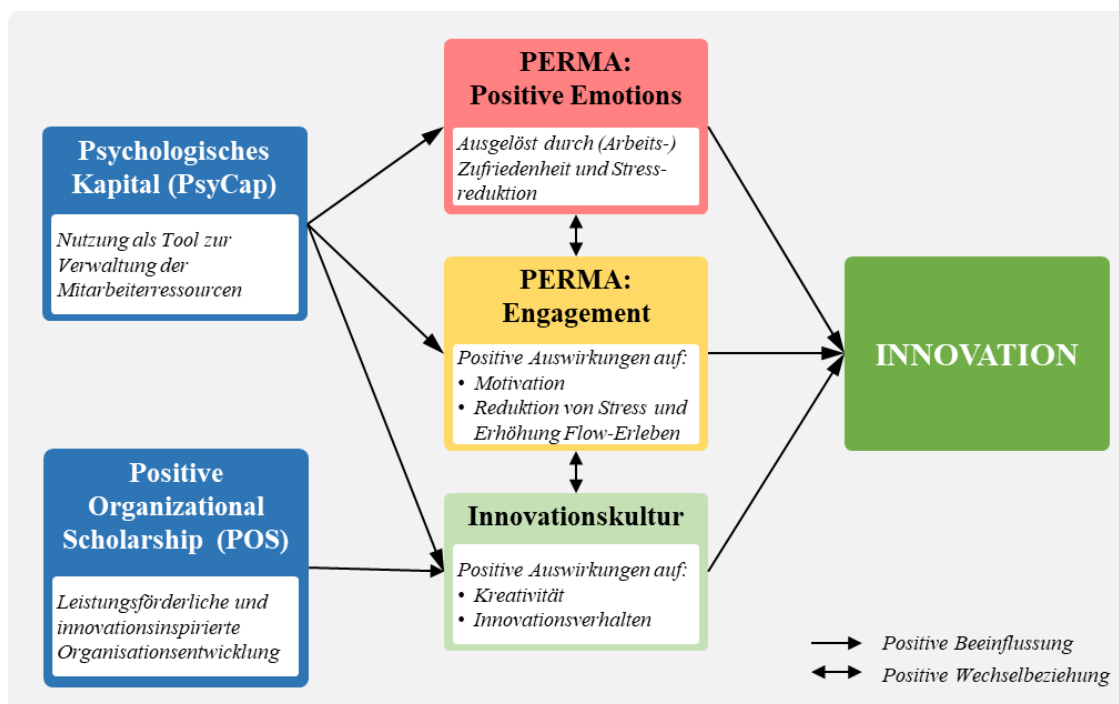 Psychologisches
Kapital (PsyCap)
Nutzung als Tool zur
Verwaltung der
Mitarbeiterressourcen
Positive
Organizational
Scholarship (POS)
Leistungsförderliche und
innovationsinspirierte
Organisationsentwicklung
PERMA:
Positive Emotions
Ausgelöst durch (Arbeits-)
Zufriedenheit und Stress-
reduktion
PERMA:
Engagement
Positive Auswirkungen auf:
• Motivation
• Reduktion von Stress und
Erhöhung Flow-Erleben
Innovationskultur
Positive Auswirkungen auf:
• Kreativität
• Innovationsverhalten
INNOVATION
Positive Beeinflussung
Positive Wechselbeziehung